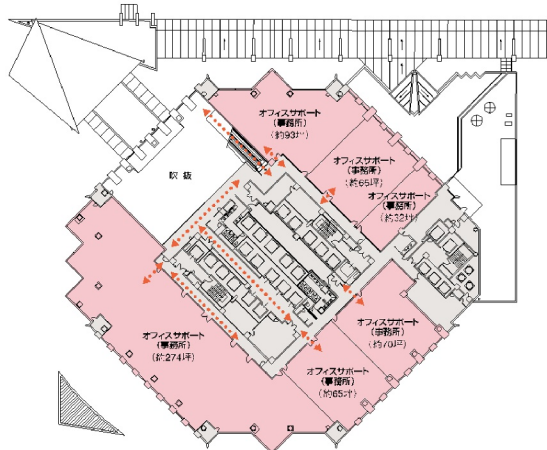 オフィスサポート
(事務所)
(約93坪)
オフィスサポート
(事務所)
(約65坪)
オフィスサポート
(事務所)
(約32坪)
吹抜
オフィスサポート
(事務所)
(約274坪)
オフィスサポート
(事務所)
(約70坪)
オフィスサポート
(事務所)
(約65坪)